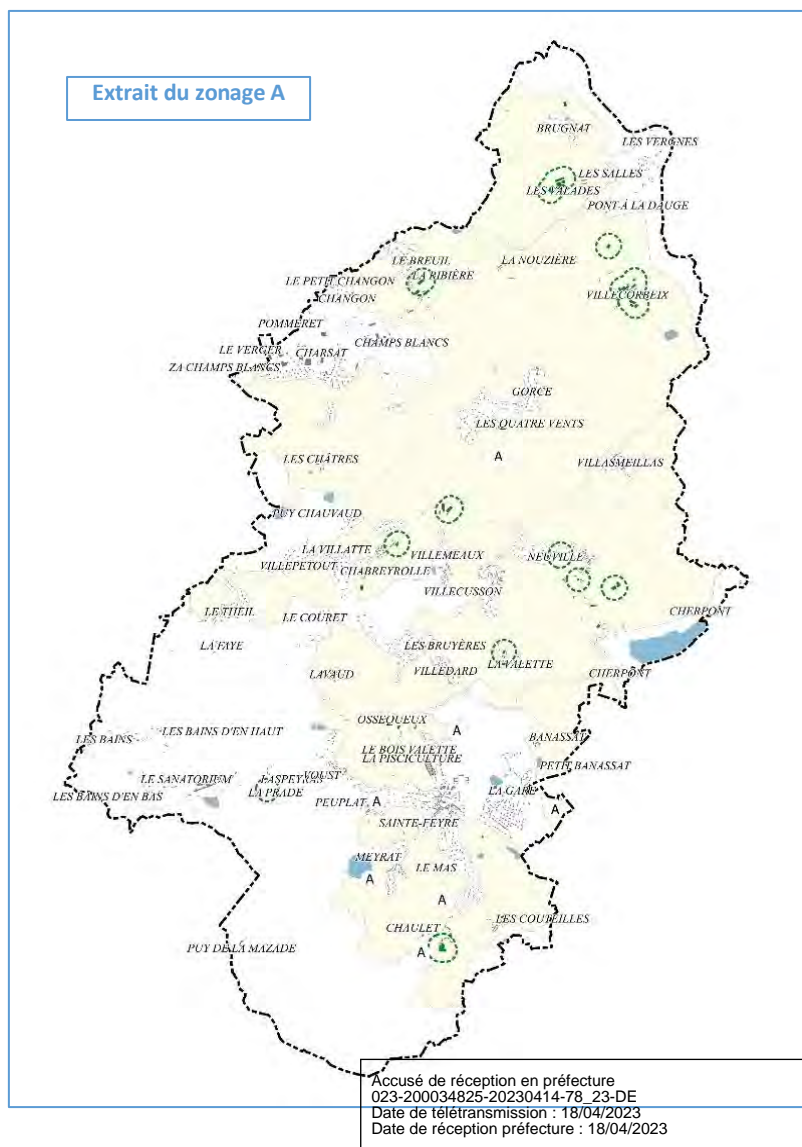 Extrait du zonage A
BRUGNAT
LES VERGNES
LES SALLES
LES VALADES
PONT À LA DAUGE
LE BREUIL
LA NOUZIÈRE
LE PETIT CHANGON
LA RIBIÈRE
CHANGON
VILLECORBEIX
POMMERET
CHAMPS BLANCS
LE VERGER
CHARSAT
ZA CHAMPS BLANCS
GORCE
LES QUATRE VENTS
A
LES CHÂTRES
VILLASMEILLAS
PUY CHAUVAUD
LA VILLATTE
VILLEMEAUX
NEUVILLE
VILLEPETOUT
CHABREYROLLE
VILLECUSSON
LE THEIL
LE COURET
CHERPONT
LA FAYE
LES BRUYÈRES
LA VALETTE
LAVAUD
VILLEDARD
CHERPONT
OSSEQUEUX
A
LES BAINS D'EN HAUT
LES BAINS
BANASSAT
LE BOIS VALETTE
LA PISCICULTURE
PETIT BANASSAT
LE SANATORIUM
LASPEYRAS
VOUST
LA PRADE
LA GARE
LES BAINS D'EN BAS
PEUPLAT
A
A
SAINTE-FEYRE
MEYRAT
LE MAS
A
A
LES COUTEILLES
CHAULET
PUY DE LA MAZADE
A
Accusé de réception en préfecture
023-200034825-20230414-78_23-DE
Date de télétransmission : 18/04/2023
Date de réception préfecture : 18/04/2023